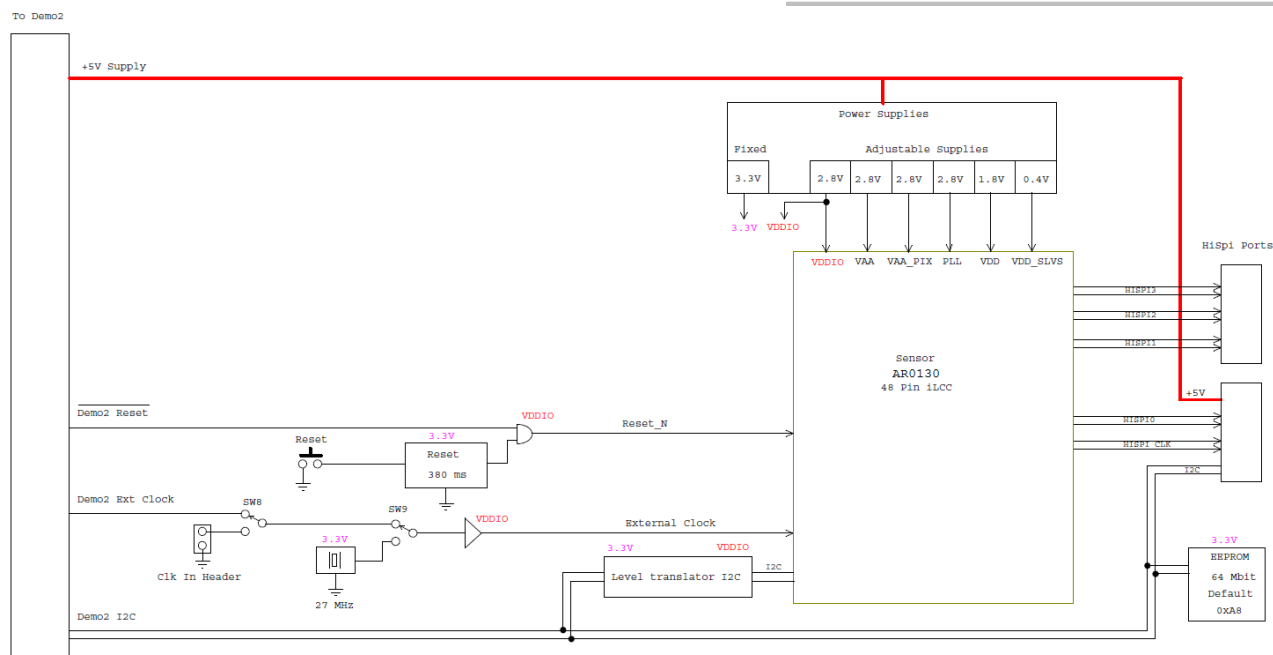 To Demo2
+5V Supply
Power Supplies
Fixed
Adjustable Supplies
3.3V
2.8V
2.8V
2.8V
2.8V
1.8V
0.4V
3.3V
VDDIO
HiSpi Ports
VDDIO
VAA
VAA_PIX
PLL
VDD
VDD_SLVS
HISPI3
HISPI2
HISPI1
Sensor
AR0130
48 Pin iLCC
+5V
Demo2 Reset
VDDIO
Reset_N
HISPI0
Reset
3.3V
Reset
380 ms
HISPI CLK
I2C
Demo2 Ext Clock
SW8
SW9
VDDIO
External Clock
3.3V
Clk In Header
27 MHz
3.3V
VDDIO
Level translator I2C
I2C
3.3V
EEPROM
64 Mbit
Default
0xA8
Demo2 I2C